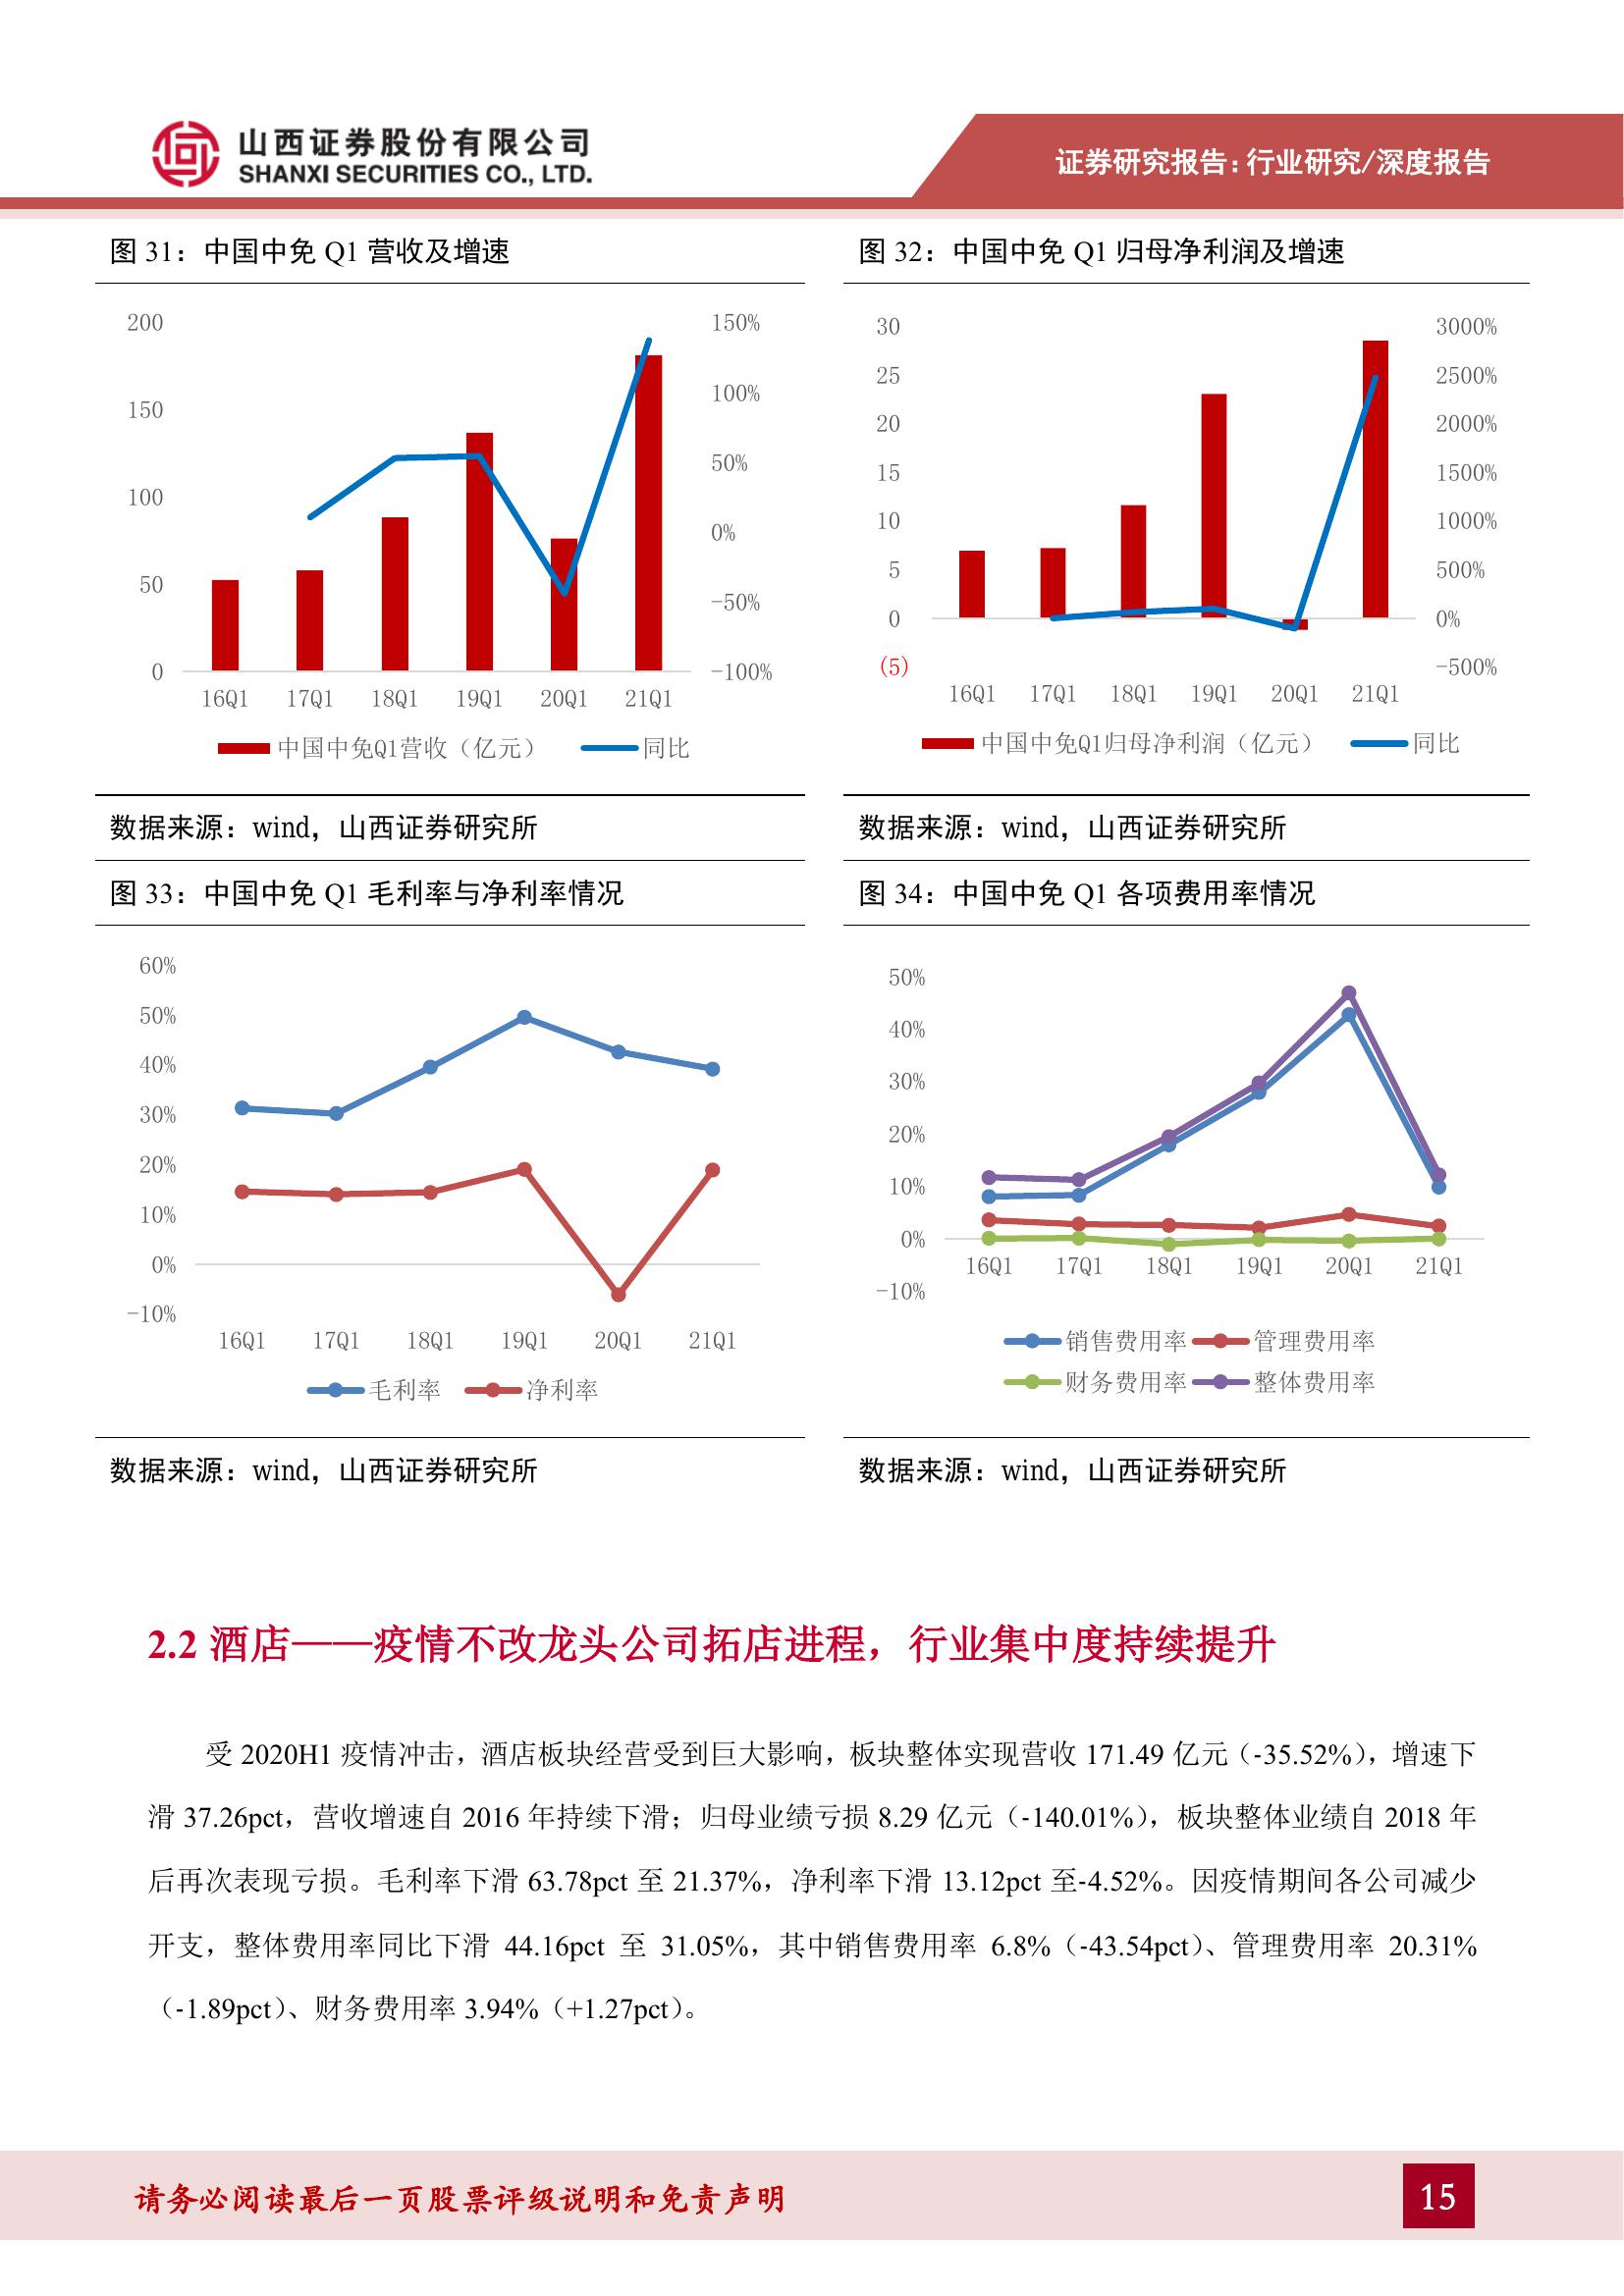 山西证券股份有限公司
SHANXI SECURITIES CO., LTD.
证券研究报告：行业研究/深度报告
图 31：中国中免 Q1 营收及增速
200
150
100
50
0
150%
100%
50%
0%
-50%
-100%
16Q1 17Q1 18Q1 19Q1 20Q1 21Q1
中国中免Q1营收（亿元） 同比
数据来源：wind，山西证券研究所
图 32：中国中免 Q1 归母净利润及增速
30
25
20
15
10
5
0
(5)
3000%
2500%
2000%
1500%
1000%
500%
0%
-500%
16Q1 17Q1 18Q1 19Q1 20Q1 21Q1
中国中免Q1归母净利润（亿元） 同比
数据来源：wind，山西证券研究所
图 33：中国中免 Q1 毛利率与净利率情况
60%
50%
40%
30%
20%
10%
0%
-10%
16Q1 17Q1 18Q1 19Q1 20Q1 21Q1
毛利率 净利率
数据来源：wind，山西证券研究所
图 34：中国中免 Q1 各项费用率情况
50%
40%
30%
20%
10%
0%
-10%
16Q1 17Q1 18Q1 19Q1 20Q1 21Q1
销售费用率 管理费用率
财务费用率 整体费用率
数据来源：wind，山西证券研究所
2.2 酒店——疫情不改龙头公司拓店进程，行业集中度持续提升
受 2020H1 疫情冲击，酒店板块经营受到巨大影响，板块整体实现营收 171.49 亿元（-35.52%），增速下
滑 37.26pct，营收增速自 2016 年持续下滑；归母业绩亏损 8.29 亿元（-140.01%），板块整体业绩自 2018 年
后再次表现亏损。毛利率下滑 63.78pct 至 21.37%，净利率下滑 13.12pct 至-4.52%。因疫情期间各公司减少
开支，整体费用率同比下滑 44.16pct 至 31.05%，其中销售费用率 6.8%（-43.54pct）、管理费用率 20.31%
（-1.89pct）、财务费用率 3.94%（+1.27pct）。
请务必阅读最后一页股票评级说明和免责声明
15